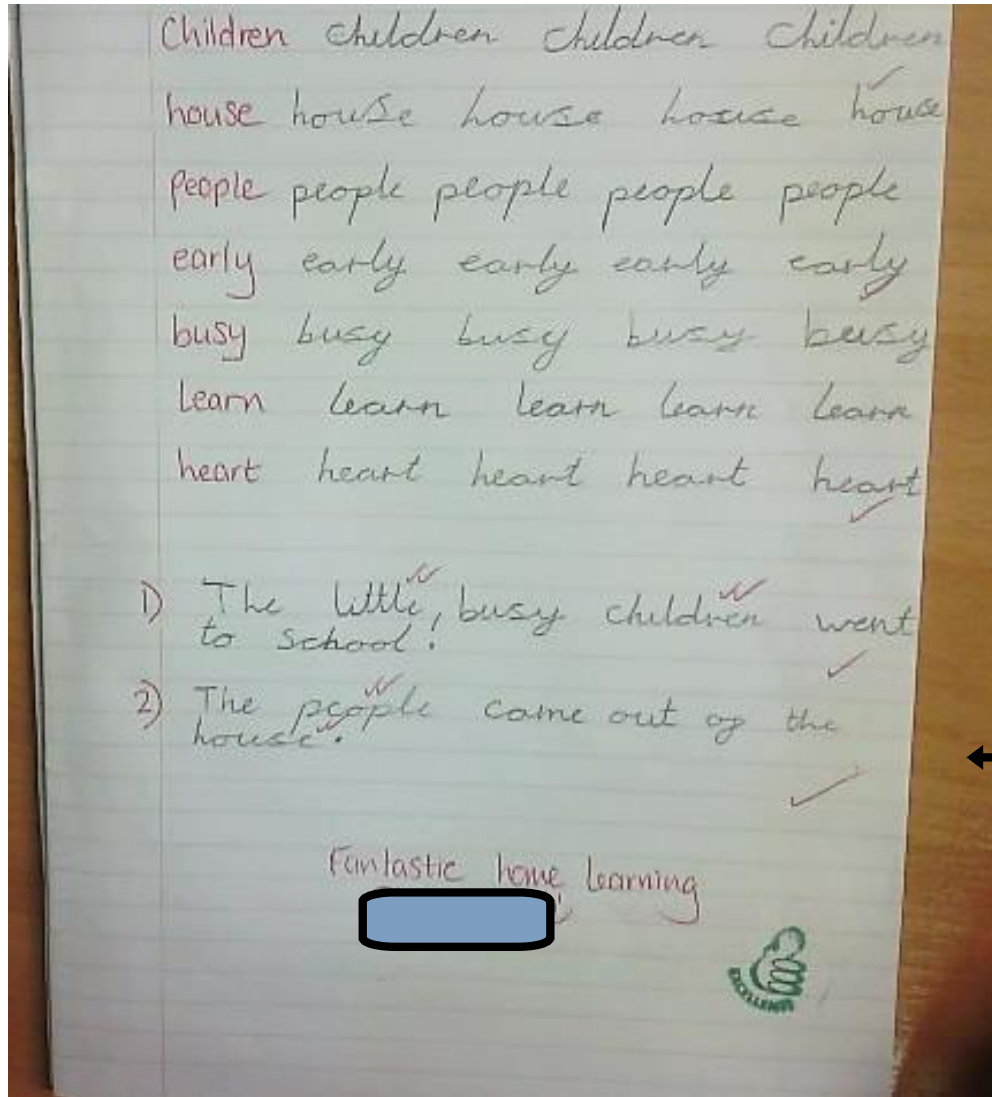 Children children children children
house house house house house
people people people people people
early early early early early
busy busy busy busy busy
learn learn learn learn learn
heart heart heart heart heart
1) The little, busy children went
to school.
2) The people came out of the
house.
Fantastic home learning
EXCELLENT